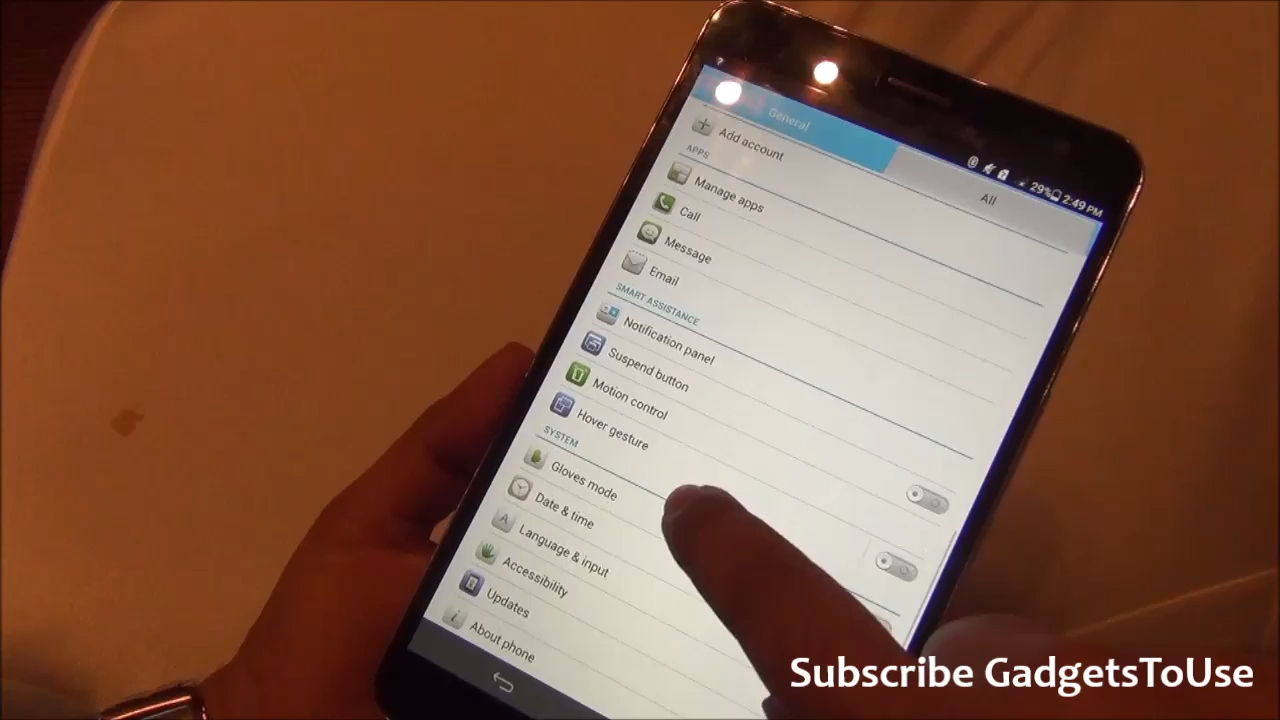 29% 2:49 PM
General
All
Add account
APPS
Manage apps
Call
Message
Email
SMART ASSISTANCE
Notification panel
Suspend button
Motion control
Hover gesture
SYSTEM
Gloves mode
Date & time
Language & input
Accessibility
Updates
About phone
Subscribe GadgetsToUse